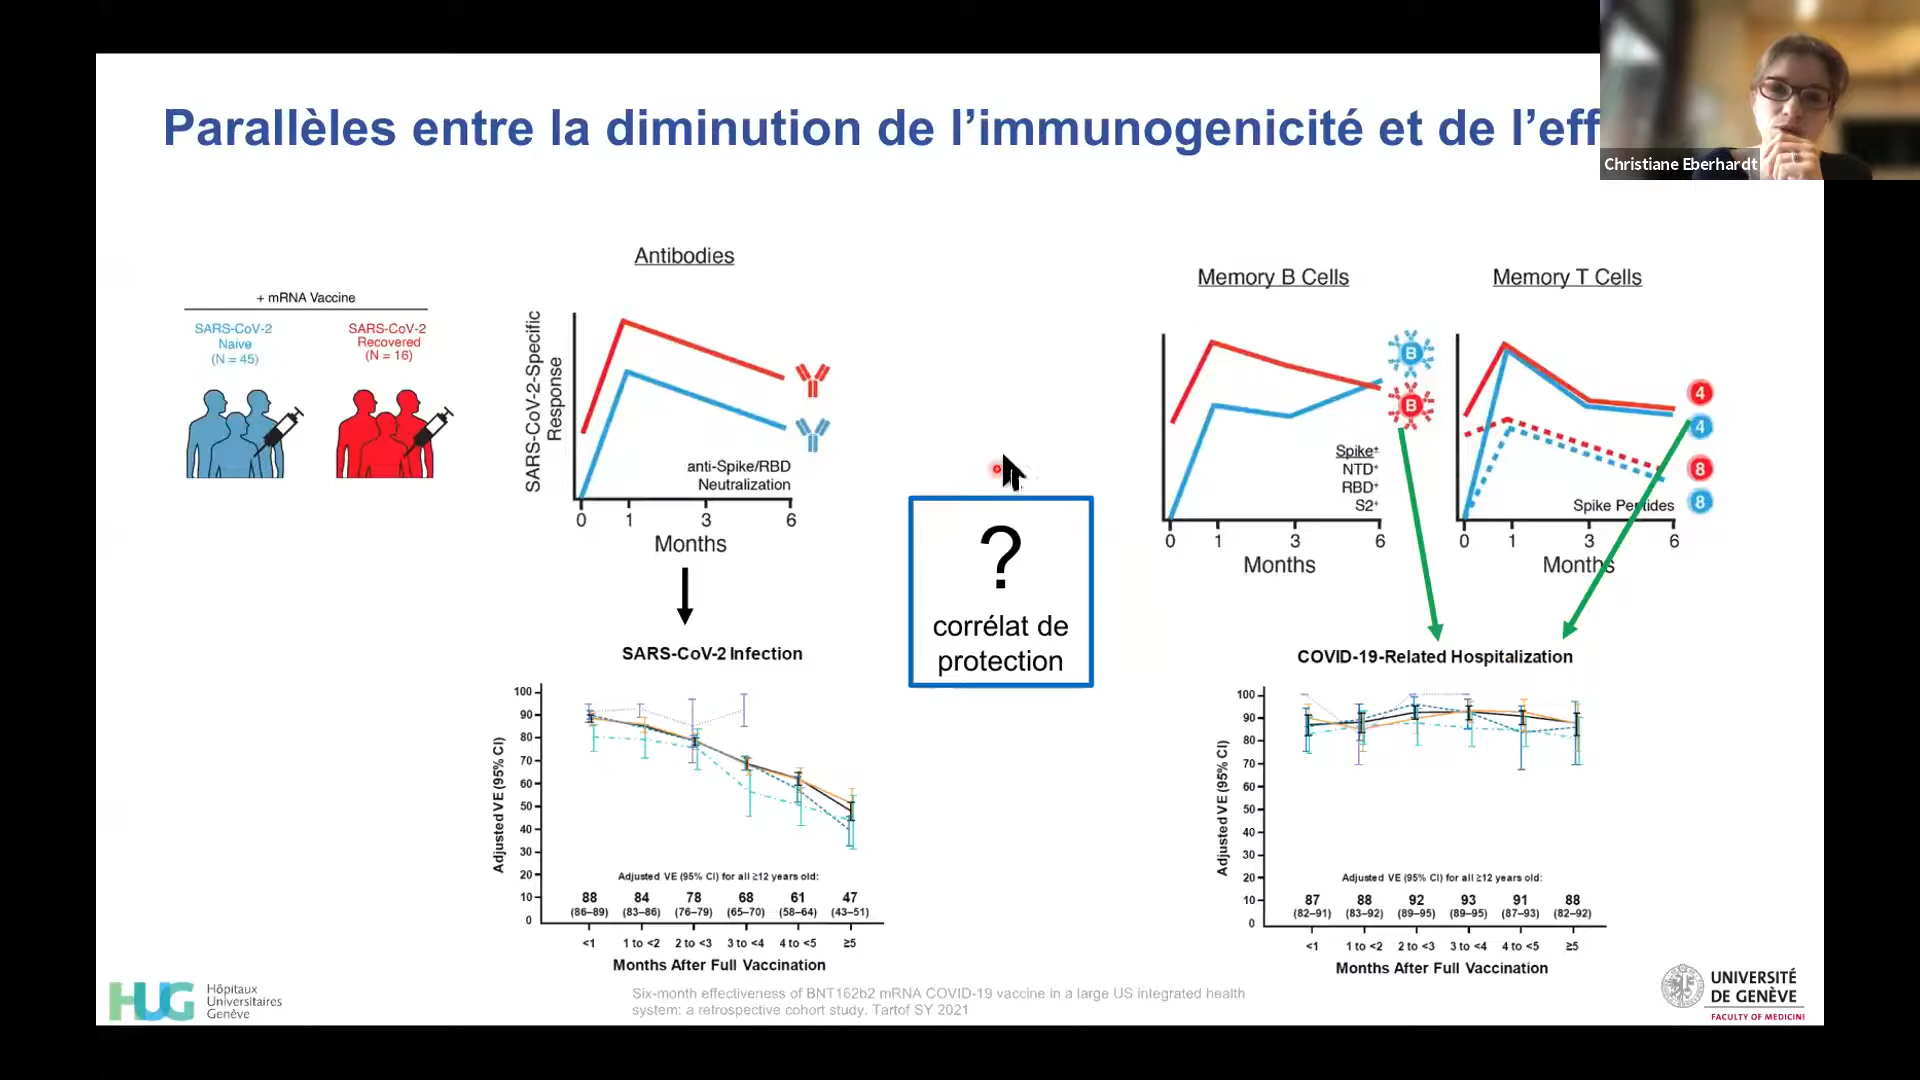 Parallèles entre la diminution de l’immunogenicité et de l’eff
Christiane Eberhardt
+ mRNA Vaccine
SARS-CoV-2
Naive
(N = 45)
SARS-CoV-2
Recovered
(N = 16)
Antibodies
SARS-CoV-2-Specific
Response
anti-Spike/RBD
Neutralization
0 1 3 6
Months
Memory B Cells
B
B
Spike⁺
NTD⁺
RBD⁺
S2⁺
0 1 3 6
Months
Memory T Cells
4
4
8
8
Spike Peptides
0 1 3 6
Months
?
corrélat de
protection
SARS-CoV-2 Infection
Adjusted VE (95% CI)
100
90
80
70
60
50
40
30
20
10
0
Adjusted VE (95% CI) for all ≥12 years old:
88 84 78 68 61 47
(86–89) (83–86) (76–79) (65–70) (58–64) (43–51)
<1 1 to <2 2 to <3 3 to <4 4 to <5 ≥5
Months After Full Vaccination
COVID-19-Related Hospitalization
Adjusted VE (95% CI)
100
90
80
70
60
50
40
30
20
10
0
Adjusted VE (95% CI) for all ≥12 years old:
87 88 92 93 91 88
(82–91) (83–92) (89–95) (89–95) (87–93) (82–92)
<1 1 to <2 2 to <3 3 to <4 4 to <5 ≥5
Months After Full Vaccination
HUG
Hôpitaux
Universitaires
Genève
Six-month effectiveness of BNT162b2 mRNA COVID-19 vaccine in a large US integrated health
system: a retrospective cohort study. Tartof SY 2021
UNIVERSITÉ
DE GENÈVE
FACULTY OF MEDICINE